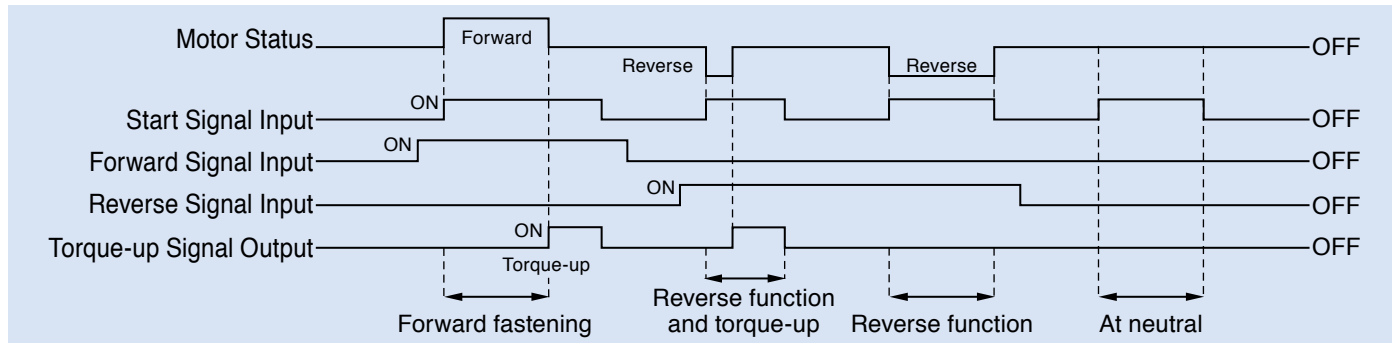 Motor Status
Forward
Reverse
Reverse
OFF
Start Signal Input
ON
OFF
Forward Signal Input
ON
OFF
Reverse Signal Input
ON
OFF
Torque-up Signal Output
ON
OFF
Torque-up
Forward fastening
Reverse function
and torque-up
Reverse function
At neutral